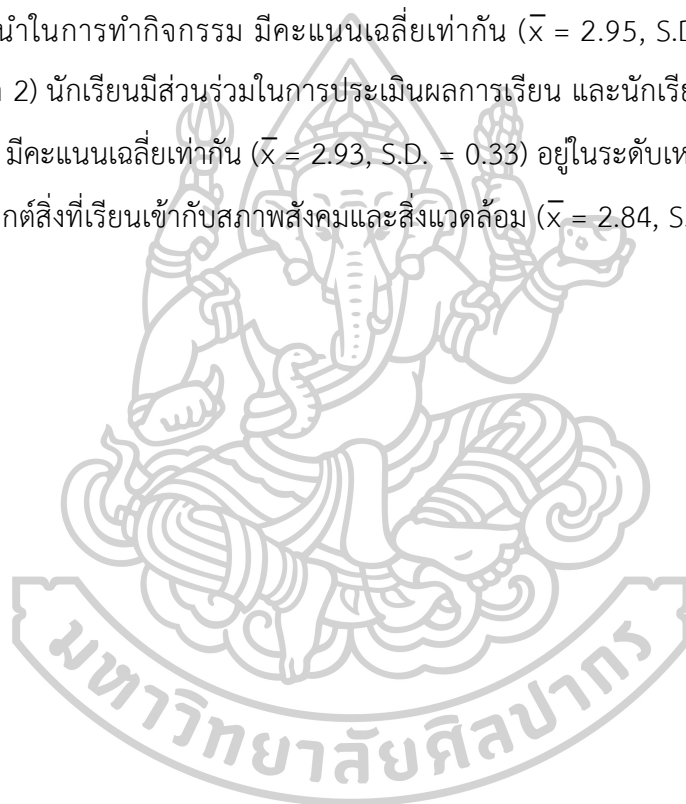 นำในการทำกิจกรรม มีคะแนนเฉลี่ยเท่ากัน (x̅ = 2.95, S.D
2) นักเรียนมีส่วนร่วมในการประเมินผลการเรียน และนักเรีย
มีคะแนนเฉลี่ยเท่ากัน (x̅ = 2.93, S.D. = 0.33) อยู่ในระดับเห
กต์สิ่งที่เรียนเข้ากับสภาพสังคมและสิ่งแวดล้อม (x̅ = 2.84, S.
มหาวิทยาลัยศิลปากร